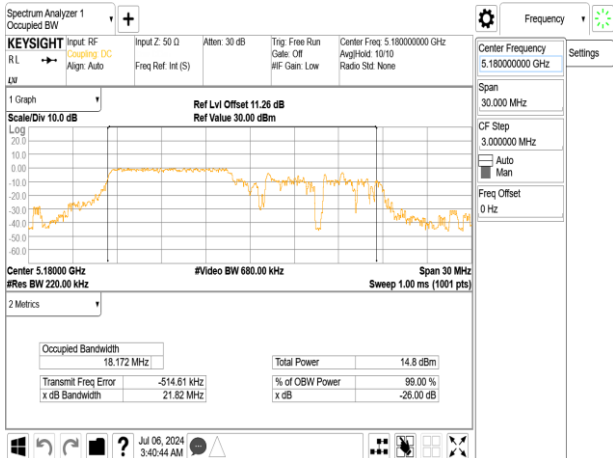 Spectrum Analyzer 1
Occupied BW
+
Frequency
KEYSIGHT
RL
Input: RF
Coupling: DC
Align: Auto
Input Z: 50 Ω
Freq Ref: Int (S)
Atten: 30 dB
Trig: Free Run
Gate: Off
#IF Gain: Low
Center Freq: 5.180000000 GHz
Avg|Hold: 10/10
Radio Std: None
Center Frequency
5.180000000 GHz
Settings
Span
30.000 MHz
CF Step
3.000000 MHz
Auto
Man
Freq Offset
0 Hz
1 Graph
Scale/Div 10.0 dB
Ref Lvl Offset 11.26 dB
Ref Value 30.00 dBm
Log
20.0
10.0
0.00
-10.0
-20.0
-30.0
-40.0
-50.0
-60.0
Center 5.18000 GHz
#Video BW 680.00 kHz
Span 30 MHz
#Res BW 220.00 kHz
Sweep 1.00 ms (1001 pts)
2 Metrics
Occupied Bandwidth
18.172 MHz
Total Power 14.8 dBm
Transmit Freq Error -514.61 kHz
% of OBW Power 99.00 %
x dB Bandwidth 21.82 MHz
x dB -26.00 dB
?
Jul 06, 2024
3:40:44 AM